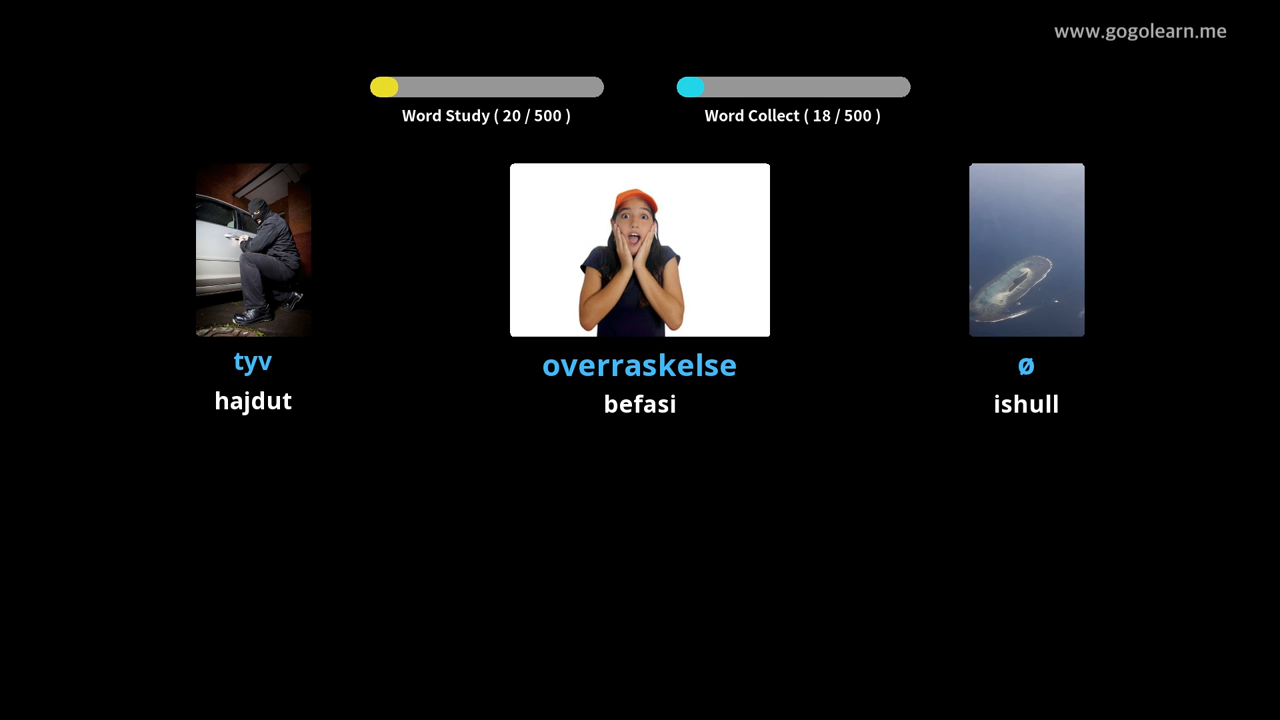 www.gogolearn.me
Word Study ( 20 / 500 )
Word Collect ( 18 / 500 )
tyv
hajdut
overraskelse
befasi
ø
ishull